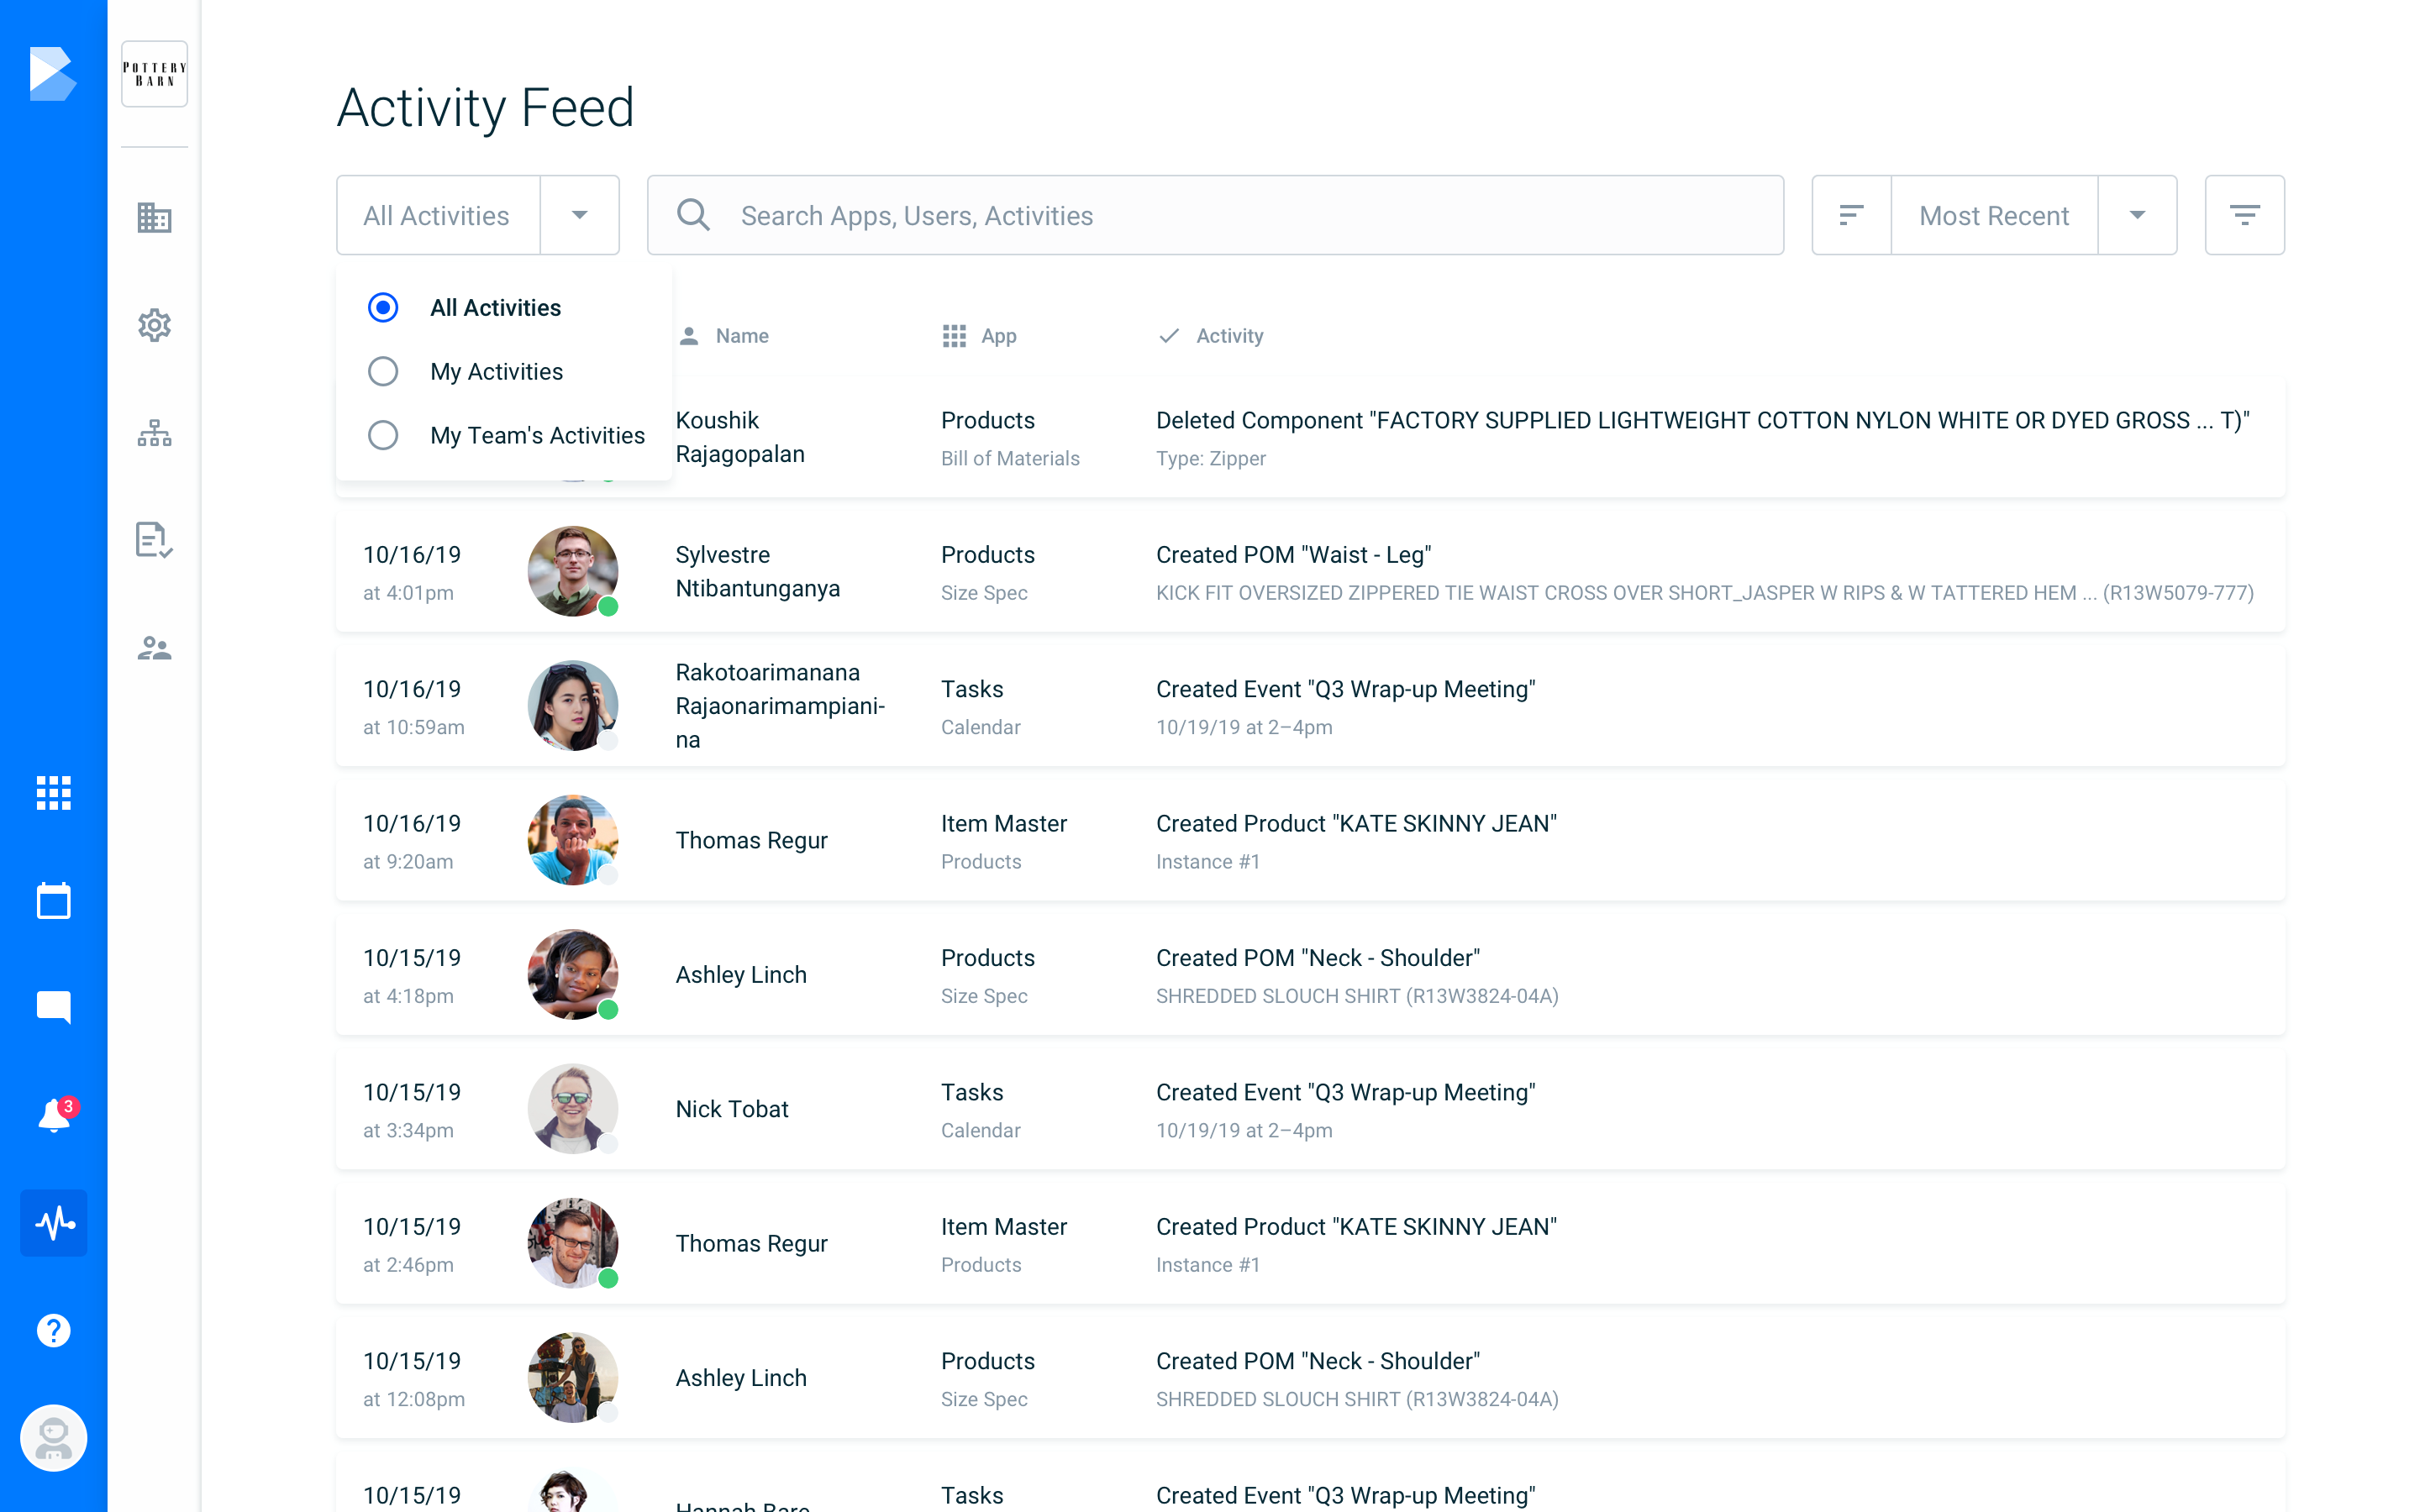 POTTERY
BARN
Activity Feed
All Activities
Search Apps, Users, Activities
Most Recent
All Activities
My Activities
My Team's Activities
Name
App
Activity
Koushik
Rajagopalan
Products
Bill of Materials
Deleted Component "FACTORY SUPPLIED LIGHTWEIGHT COTTON NYLON WHITE OR DYED GROSS ... T)"
Type: Zipper
10/16/19
at 4:01pm
Sylvestre
Ntibantunganya
Products
Size Spec
Created POM "Waist - Leg"
KICK FIT OVERSIZED ZIPPERED TIE WAIST CROSS OVER SHORT_JASPER W RIPS & W TATTERED HEM ... (R13W5079-777)
10/16/19
at 10:59am
Rakotoarimanana
Rajaonarimampiani-
na
Tasks
Calendar
Created Event "Q3 Wrap-up Meeting"
10/19/19 at 2–4pm
10/16/19
at 9:20am
Thomas Regur
Item Master
Products
Created Product "KATE SKINNY JEAN"
Instance #1
10/15/19
at 4:18pm
Ashley Linch
Products
Size Spec
Created POM "Neck - Shoulder"
SHREDDED SLOUCH SHIRT (R13W3824-04A)
10/15/19
at 3:34pm
Nick Tobat
Tasks
Calendar
Created Event "Q3 Wrap-up Meeting"
10/19/19 at 2–4pm
3
10/15/19
at 2:46pm
Thomas Regur
Item Master
Products
Created Product "KATE SKINNY JEAN"
Instance #1
10/15/19
at 12:08pm
Ashley Linch
Products
Size Spec
Created POM "Neck - Shoulder"
SHREDDED SLOUCH SHIRT (R13W3824-04A)
10/15/19
Hannah Bare
Tasks
Created Event "Q3 Wrap-up Meeting"